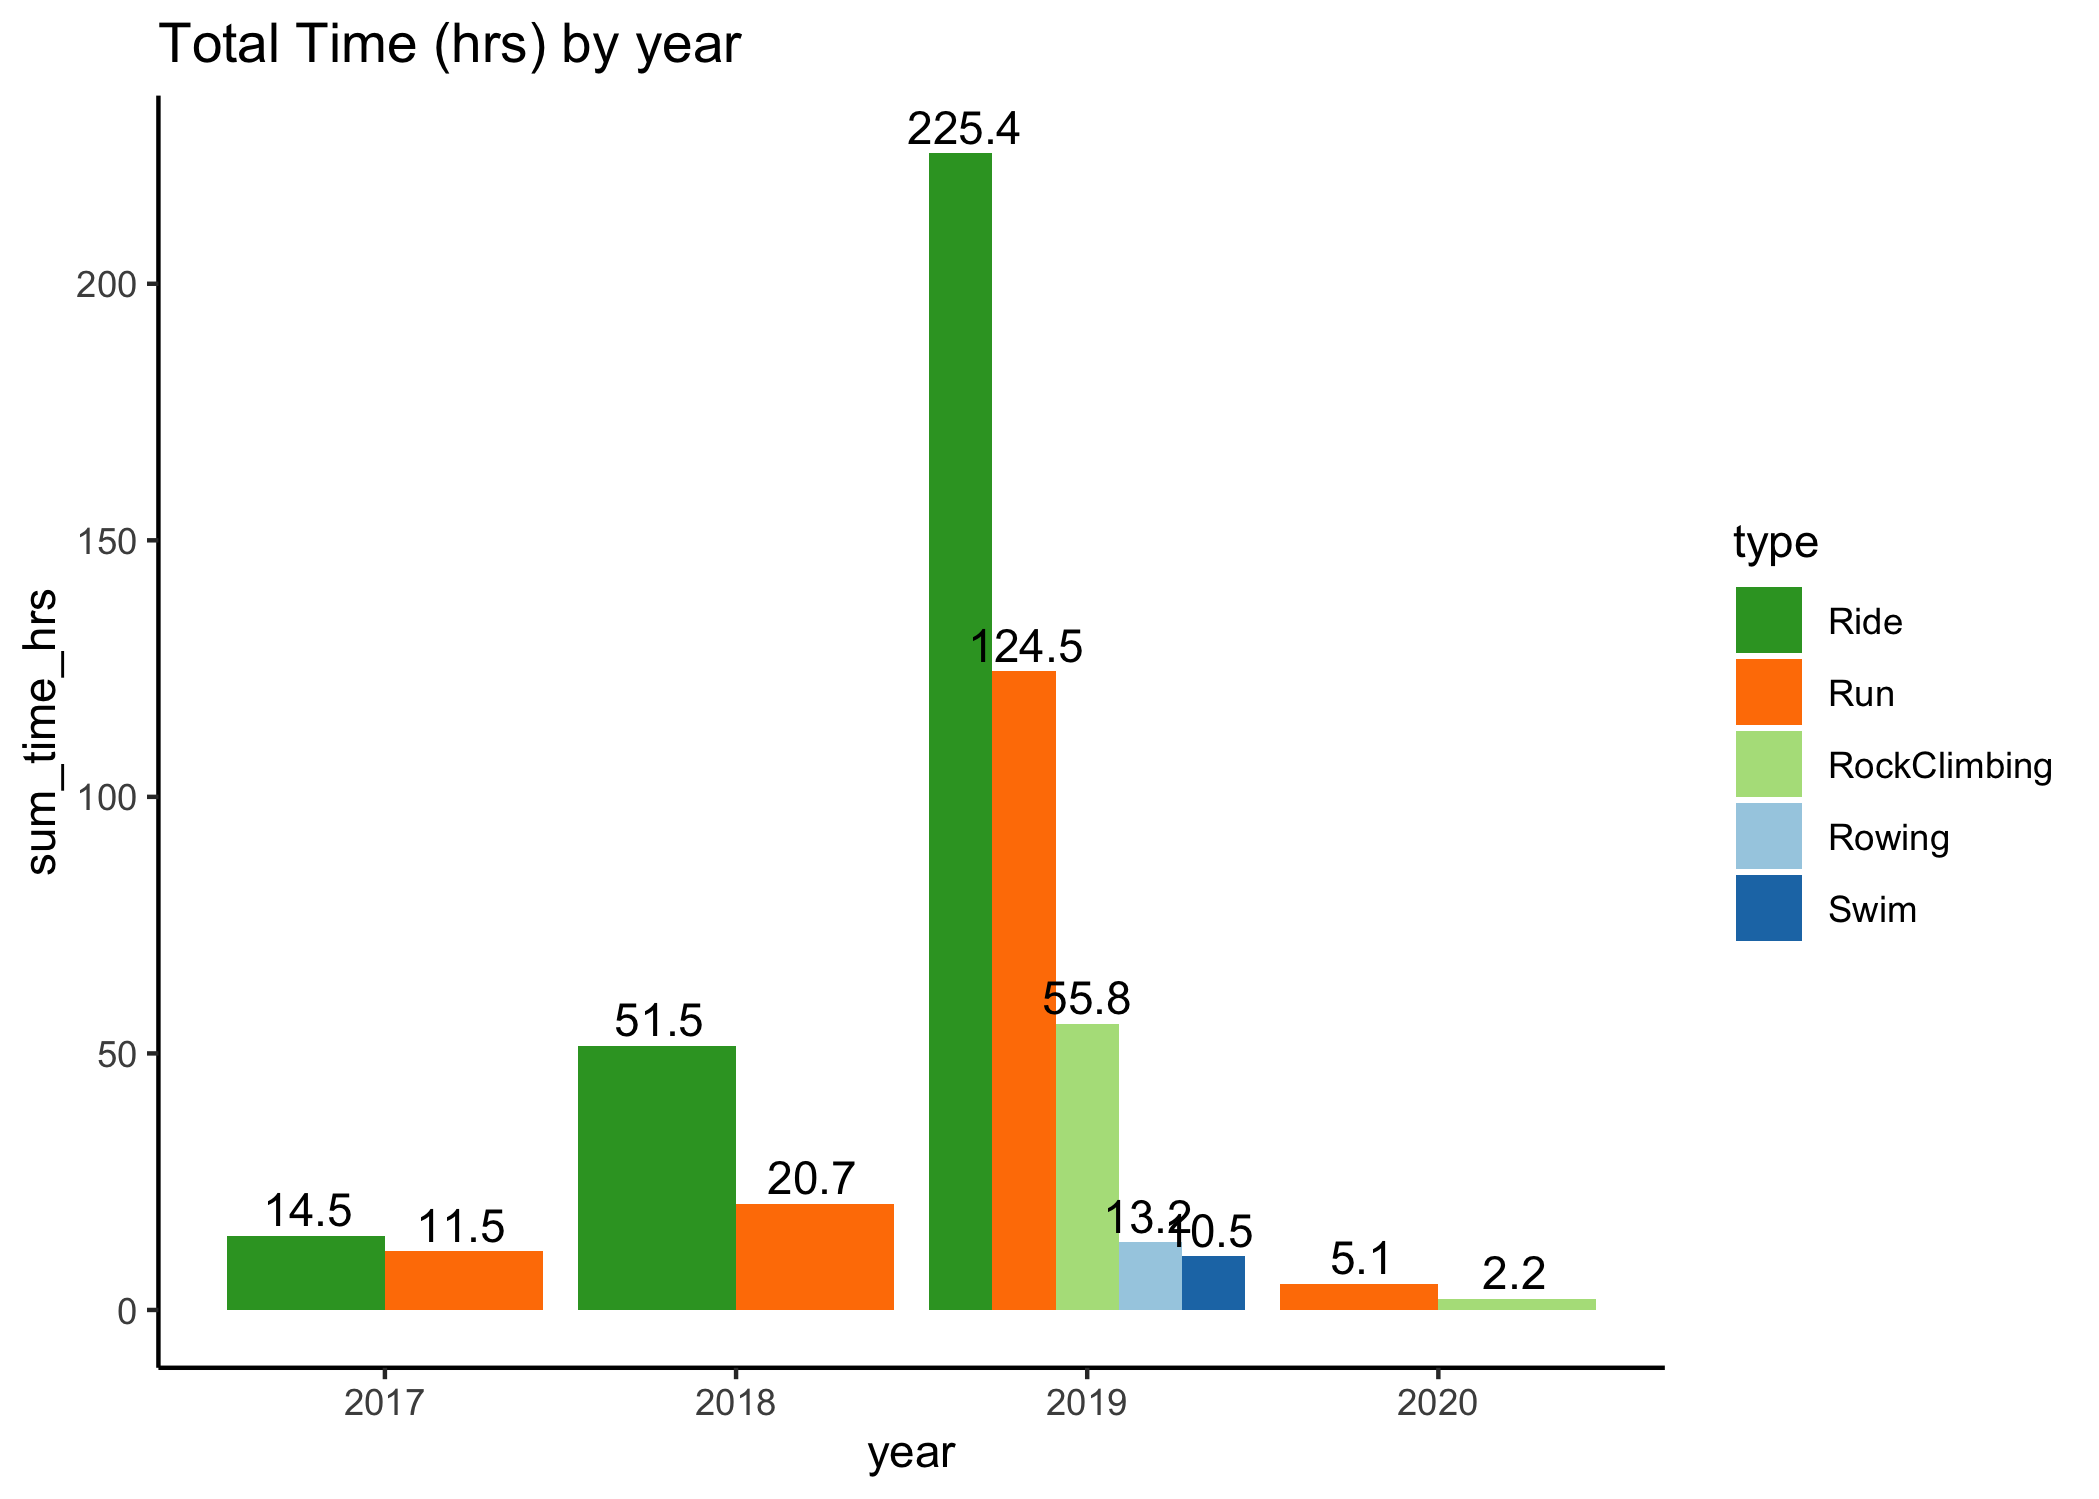 Total Time (hrs) by year
sum_time_hrs
200
150
100
50
0
225.4
124.5
55.8
51.5
20.7
14.5
11.5
13.2
10.5
5.1
2.2
2017
2018
2019
2020
year
type
Ride
Run
RockClimbing
Rowing
Swim